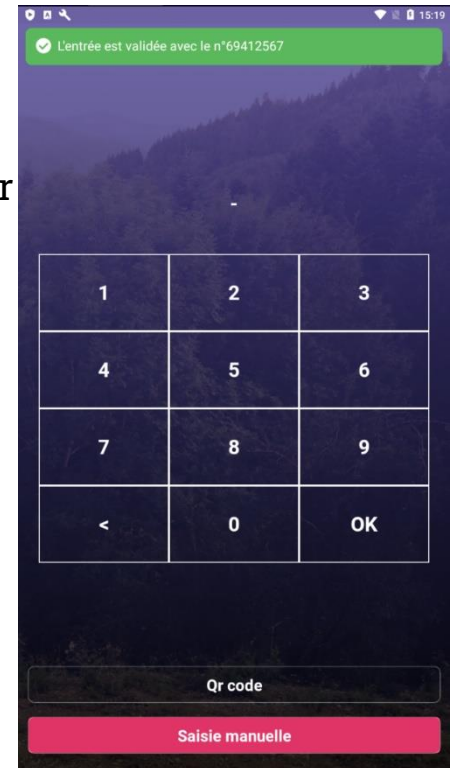 15:19
L'entrée est validée avec le n°69412567
r
-
1 2 3
4 5 6
7 8 9
< 0 OK
Qr code
Saisie manuelle